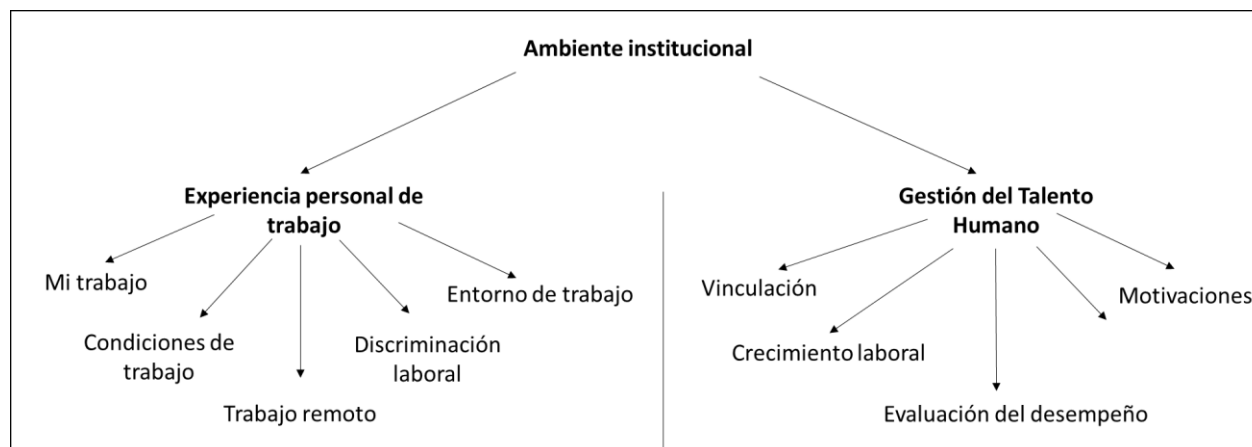 Ambiente institucional
Experiencia personal de
trabajo
Gestión del Talento
Humano
Mi trabajo
Entorno de trabajo
Condiciones de
trabajo
Discriminación
laboral
Trabajo remoto
Vinculación
Motivaciones
Crecimiento laboral
Evaluación del desempeño